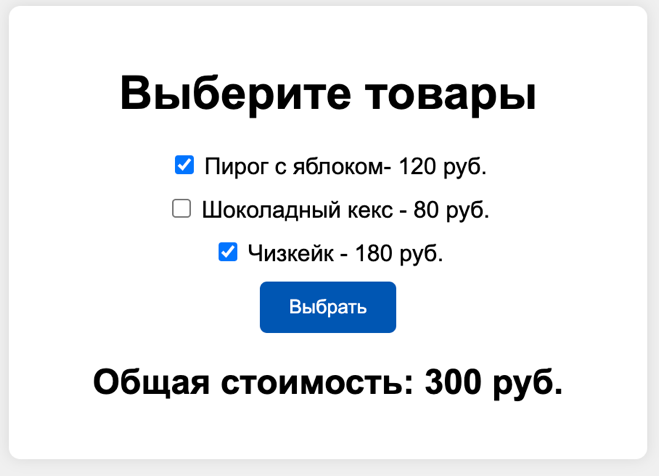 Выберите товары
Пирог с яблоком- 120 руб.
Шоколадный кекс - 80 руб.
Чизкейк - 180 руб.
Выбрать
Общая стоимость: 300 руб.